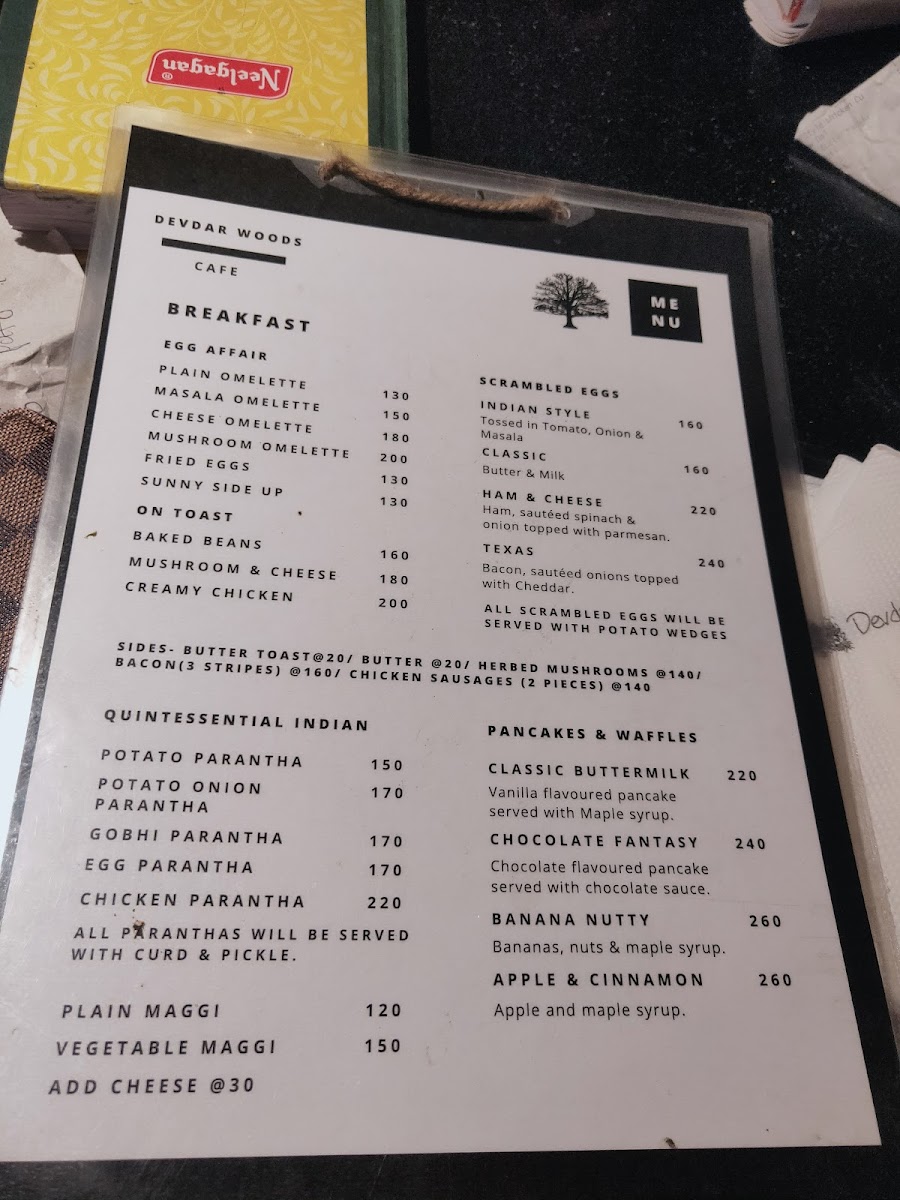 Neelgagan
®
DEVDAR WOODS
CAFE
ME
NU
BREAKFAST
EGG AFFAIR
PLAIN OMELETTE 130
MASALA OMELETTE 150
CHEESE OMELETTE 180
MUSHROOM OMELETTE 200
FRIED EGGS 130
SUNNY SIDE UP 130
ON TOAST
BAKED BEANS 160
MUSHROOM & CHEESE 180
CREAMY CHICKEN 200
SCRAMBLED EGGS
INDIAN STYLE 160
Tossed in Tomato, Onion &
Masala
CLASSIC 160
Butter & Milk
HAM & CHEESE 220
Ham, sautéed spinach &
onion topped with parmesan.
TEXAS 240
Bacon, sautéed onions topped
with Cheddar.
ALL SCRAMBLED EGGS WILL BE
SERVED WITH POTATO WEDGES
SIDES- BUTTER TOAST@20/ BUTTER @20/ HERBED MUSHROOMS @140/
BACON(3 STRIPES) @160/ CHICKEN SAUSAGES (2 PIECES) @140
QUINTESSENTIAL INDIAN
POTATO PARANTHA 150
POTATO ONION 170
PARANTHA
GOBHI PARANTHA 170
EGG PARANTHA 170
CHICKEN PARANTHA 220
ALL PARANTHAS WILL BE SERVED
WITH CURD & PICKLE.
PLAIN MAGGI 120
VEGETABLE MAGGI 150
ADD CHEESE @30
PANCAKES & WAFFLES
CLASSIC BUTTERMILK 220
Vanilla flavoured pancake
served with Maple syrup.
CHOCOLATE FANTASY 240
Chocolate flavoured pancake
served with chocolate sauce.
BANANA NUTTY 260
Bananas, nuts & maple syrup.
APPLE & CINNAMON 260
Apple and maple syrup.
Devd